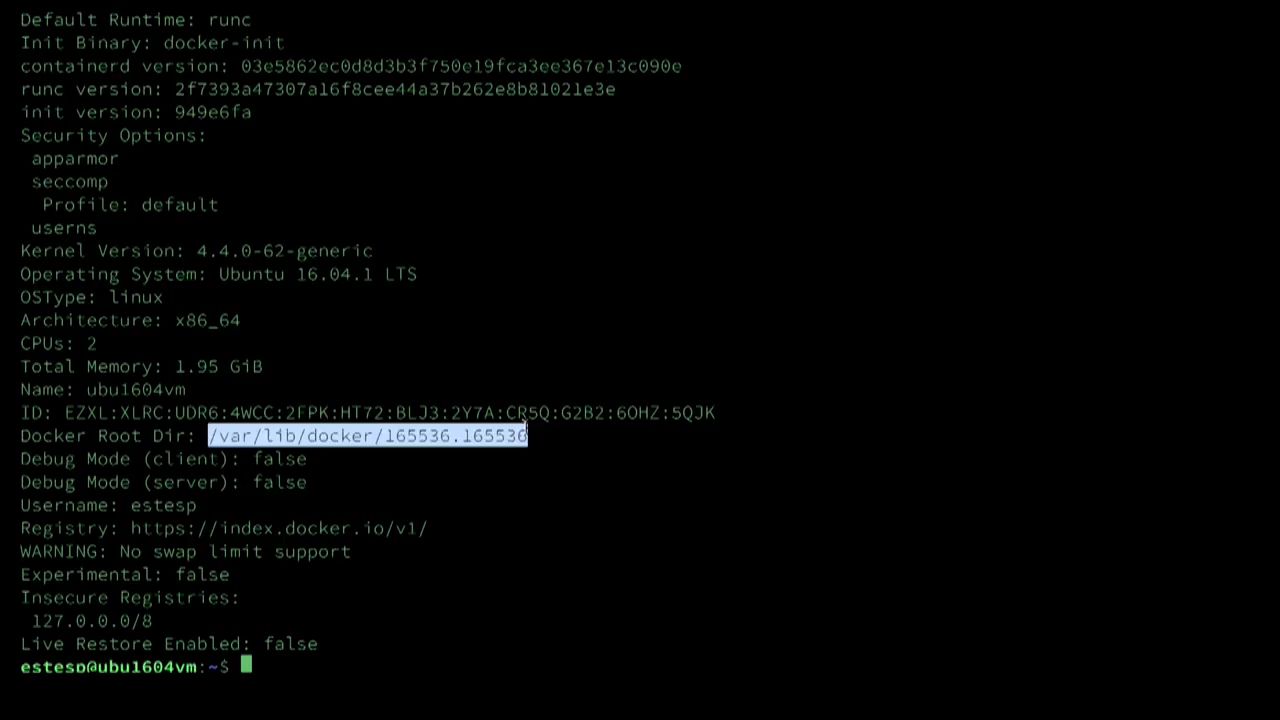 Default Runtime: runc
Init Binary: docker-init
containerd version: 03e5862ec0d8d3b3f750e19fca3ee367e13c090e
runc version: 2f7393a47307a16f8cee44a37b262e8b81021e3e
init version: 949e6fa
Security Options:
 apparmor
 seccomp
  Profile: default
 userns
Kernel Version: 4.4.0-62-generic
Operating System: Ubuntu 16.04.1 LTS
OSType: linux
Architecture: x86_64
CPUs: 2
Total Memory: 1.95 GiB
Name: ubu1604vm
ID: EZXL:XLRC:UDR6:4WCC:2FPK:HT72:BLJ3:2Y7A:CR5Q:G2B2:6OHZ:5QJK
Docker Root Dir: /var/lib/docker/165536.165536
Debug Mode (client): false
Debug Mode (server): false
Username: estesp
Registry: https://index.docker.io/v1/
WARNING: No swap limit support
Experimental: false
Insecure Registries:
 127.0.0.0/8
Live Restore Enabled: false
estesp@ubu1604vm:~$